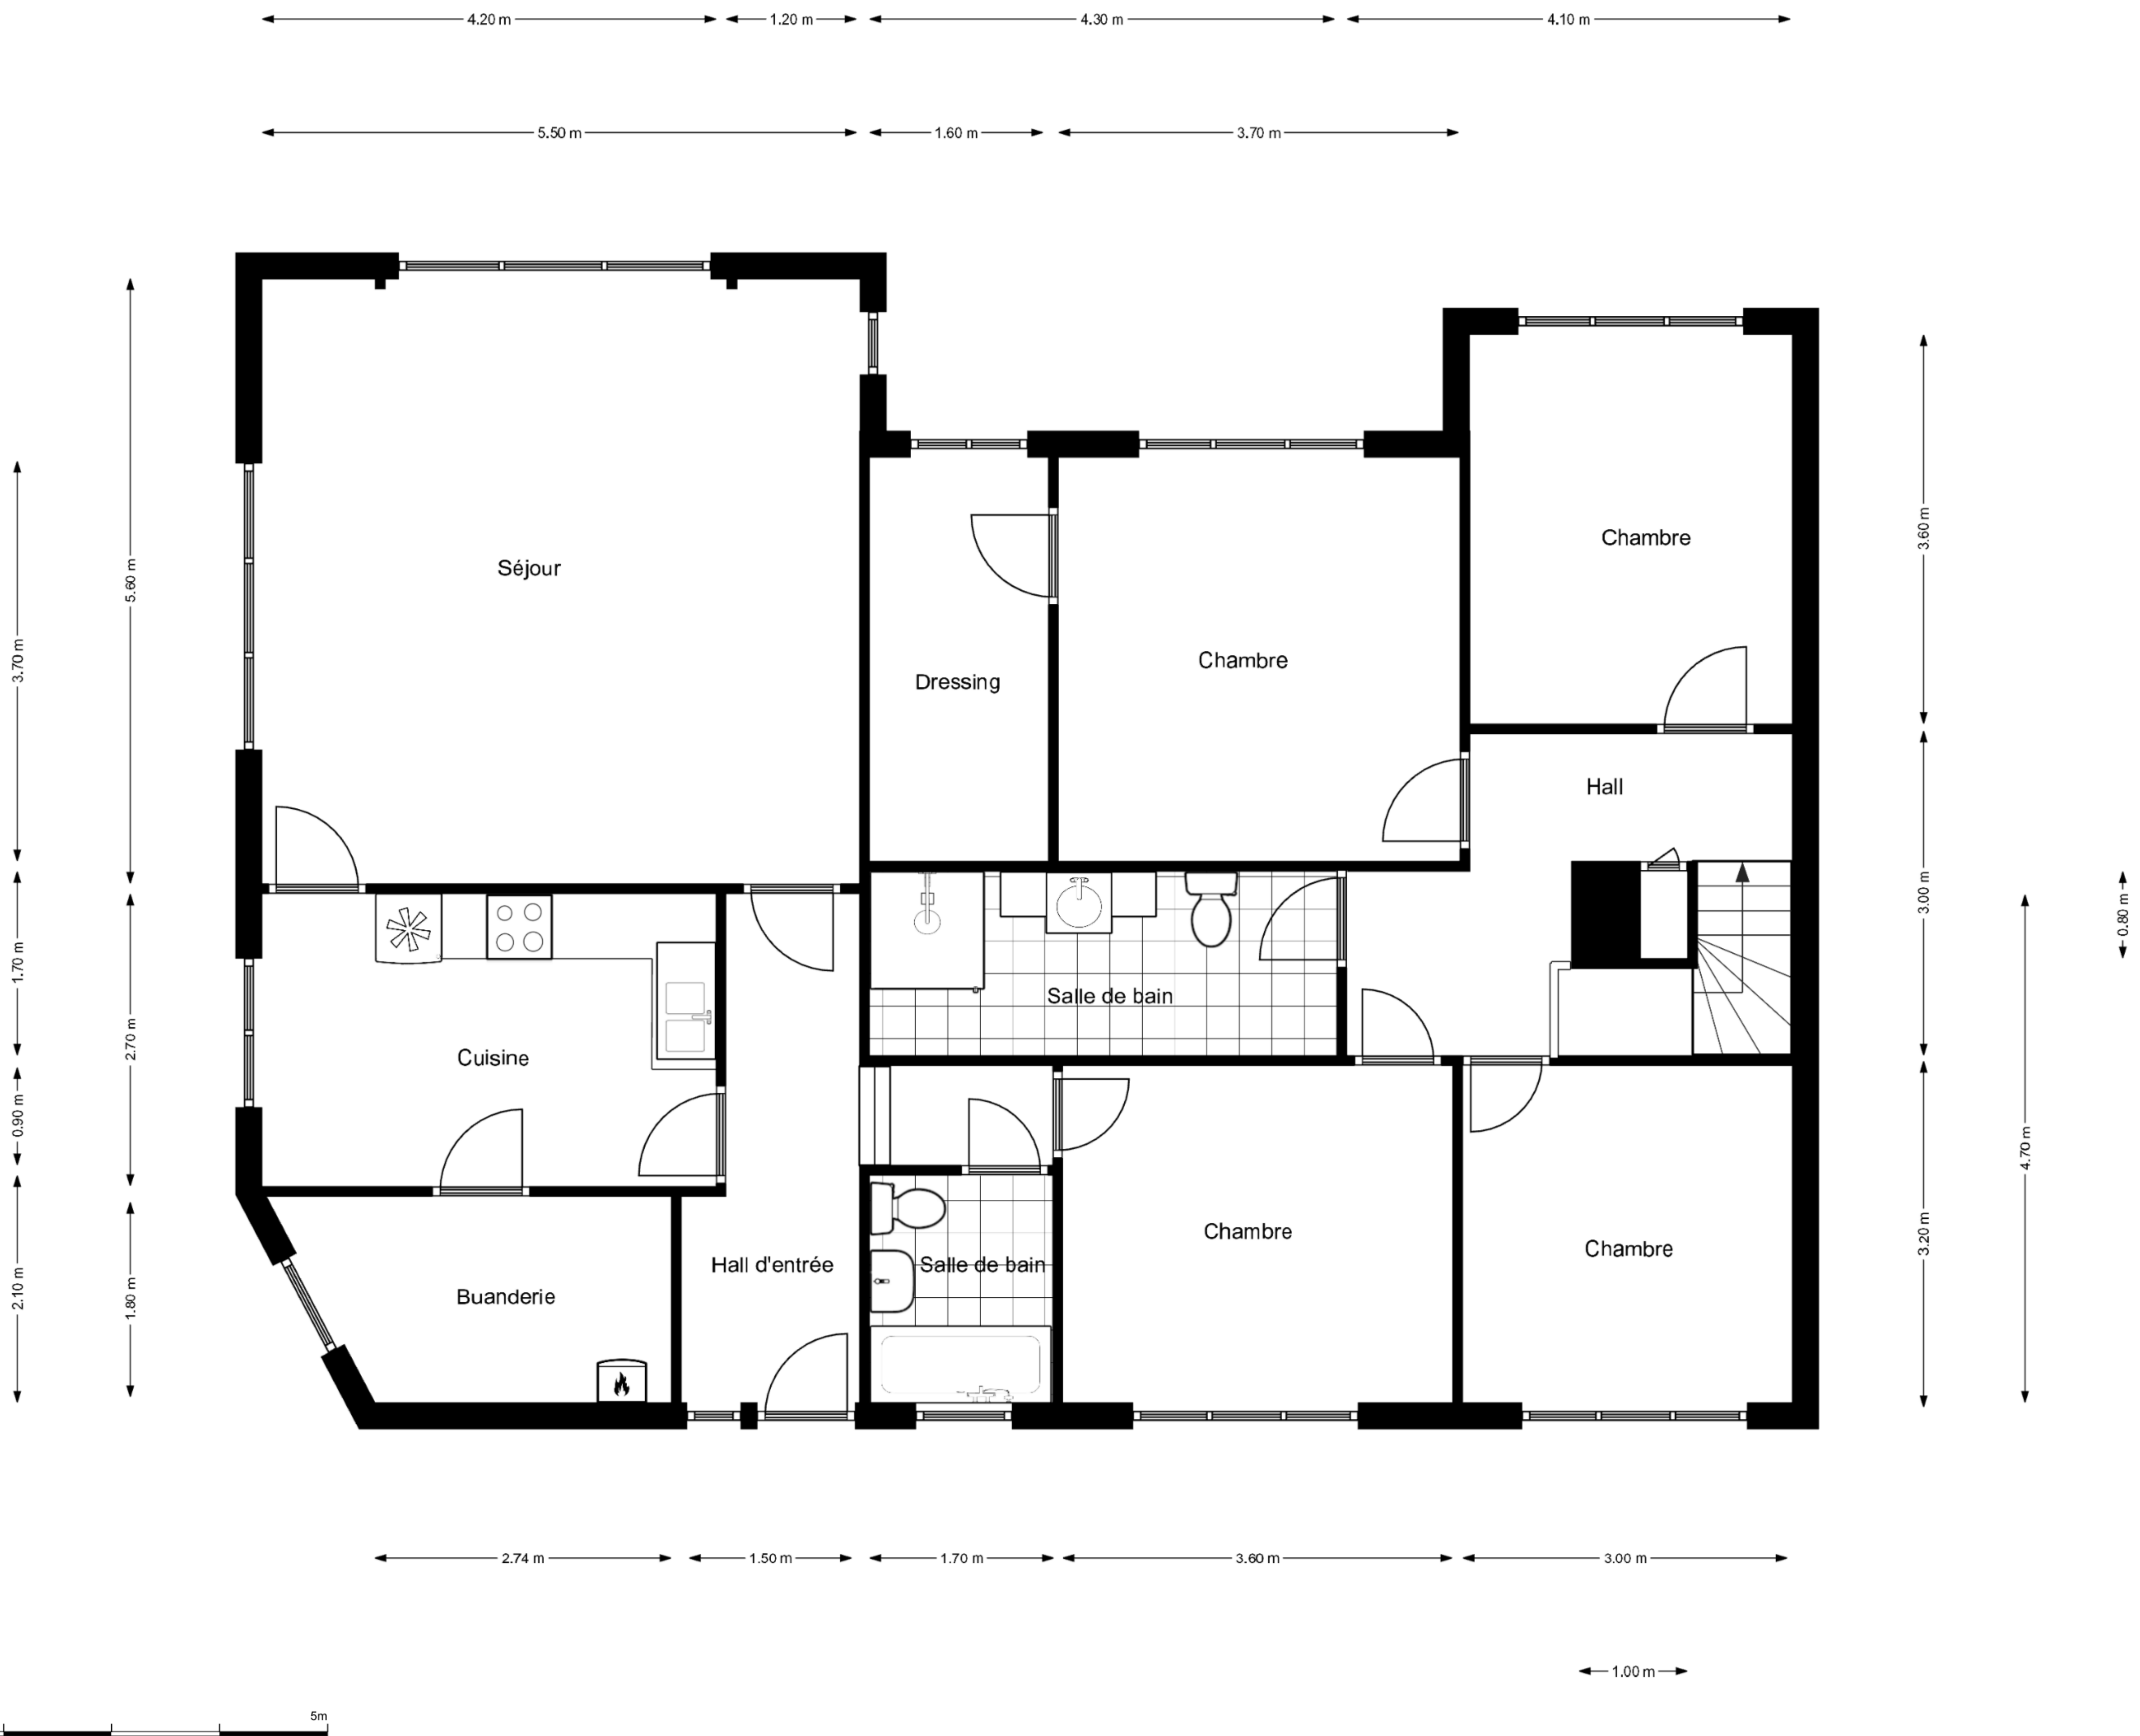 4.20 m
1.20 m
4.30 m
4.10 m
5.50 m
1.60 m
3.70 m
3.70 m
1.70 m
0.90 m
2.10 m
5.60 m
2.70 m
1.80 m
Séjour
Dressing
Chambre
Chambre
Hall
Cuisine
Salle de bain
Hall d'entrée
Buanderie
Salle de bain
Chambre
Chambre
3.60 m
3.00 m
3.20 m
4.70 m
0.80 m
2.74 m
1.50 m
1.70 m
3.60 m
3.00 m
1.00 m
5m